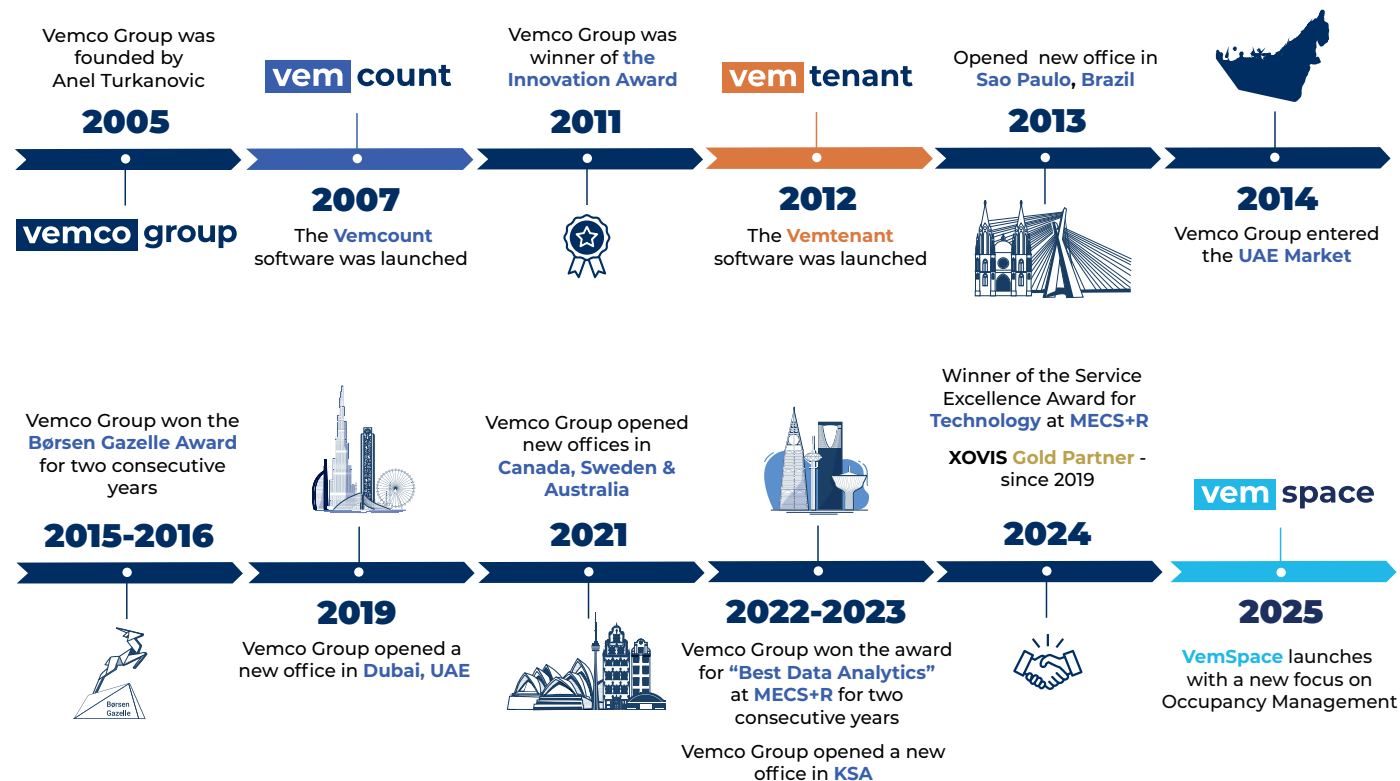 Vemco Group was
founded by
Anel Turkanovic
2005
vemco group
vem count
2007
The Vemcount
software was launched
Vemco Group was
winner of the
Innovation Award
2011
vem tenant
2012
The Vemtenant
software was launched
Opened new office in
Sao Paulo, Brazil
2013
2014
Vemco Group entered
the UAE Market
Vemco Group won the
Børsen Gazelle Award
for two consecutive
years
2015-2016
Børsen
Gazelle
2019
Vemco Group opened a
new office in Dubai, UAE
Vemco Group opened
new offices in
Canada, Sweden &
Australia
2021
2022-2023
Vemco Group won the award
for “Best Data Analytics”
at MECS+R for two
consecutive years
Vemco Group opened a new
office in KSA
Winner of the Service
Excellence Award for
Technology at MECS+R
XOVIS Gold Partner -
since 2019
2024
vem space
2025
VemSpace launches
with a new focus on
Occupancy Management